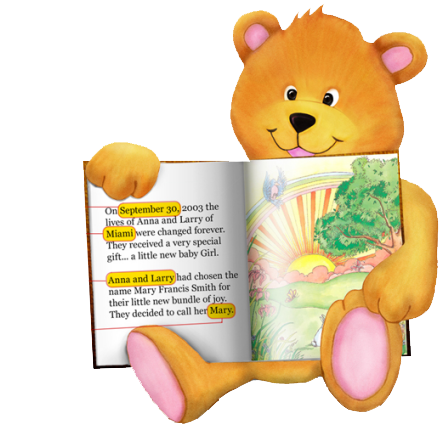 On September 30, 2003 the
lives of Anna and Larry of
Miami were changed forever.
They received a very special
gift... a little new baby Girl.
Anna and Larry had chosen the
name Mary Francis Smith for
their little new bundle of joy.
They decided to call her Mary.